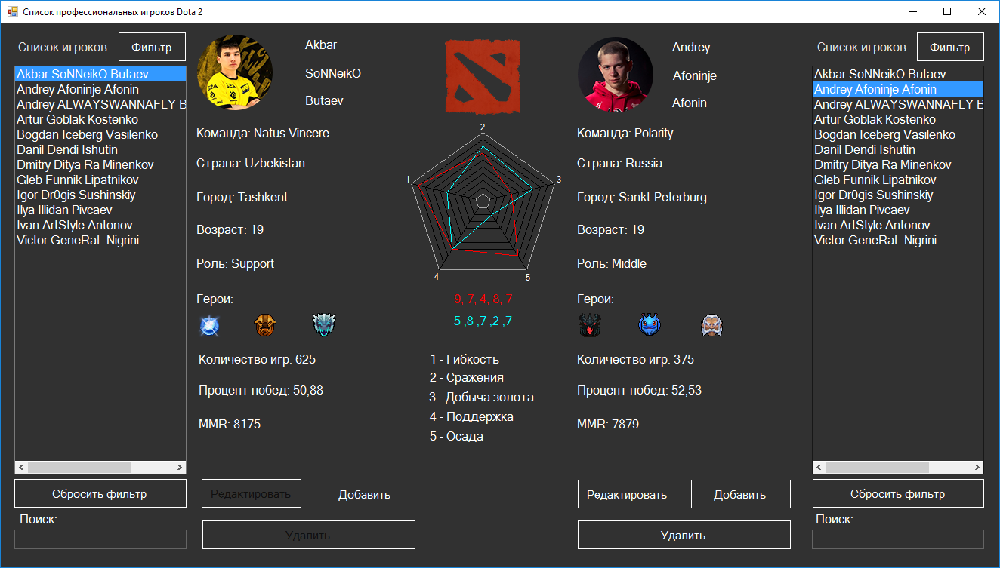 Список профессиональных игроков Dota 2
Список игроков
Фильтр
Akbar SoNNeikO Butaev
Andrey Afoninje Afonin
Andrey ALWAYSWANNAFLY B
Artur Goblak Kostenko
Bogdan Iceberg Vasilenko
Danil Dendi Ishutin
Dmitry Ditya Ra Minenkov
Gleb Funnik Lipatnikov
Igor Dr0gis Sushinskiy
Ilya Illidan Pivcaev
Ivan ArtStyle Antonov
Victor GeneRaL Nigrini
Сбросить фильтр
Поиск:
Akbar
SoNNeikO
Butaev
Команда: Natus Vincere
Страна: Uzbekistan
Город: Tashkent
Возраст: 19
Роль: Support
Герои:
Количество игр: 625
Процент побед: 50,88
MMR: 8175
Редактировать
Добавить
Удалить
2
1
3
4
5
9, 7, 4, 8, 7
5 ,8 ,7 ,2 ,7
1 - Гибкость
2 - Сражения
3 - Добыча золота
4 - Поддержка
5 - Осада
Andrey
Afoninje
Afonin
Команда: Polarity
Страна: Russia
Город: Sankt-Peterburg
Возраст: 19
Роль: Middle
Герои:
Количество игр: 375
Процент побед: 52,53
MMR: 7879
Редактировать
Добавить
Удалить
Список игроков
Фильтр
Akbar SoNNeikO Butaev
Andrey Afoninje Afonin
Andrey ALWAYSWANNAFLY B
Artur Goblak Kostenko
Bogdan Iceberg Vasilenko
Danil Dendi Ishutin
Dmitry Ditya Ra Minenkov
Gleb Funnik Lipatnikov
Igor Dr0gis Sushinskiy
Ilya Illidan Pivcaev
Ivan ArtStyle Antonov
Victor GeneRaL Nigrini
Сбросить фильтр
Поиск: